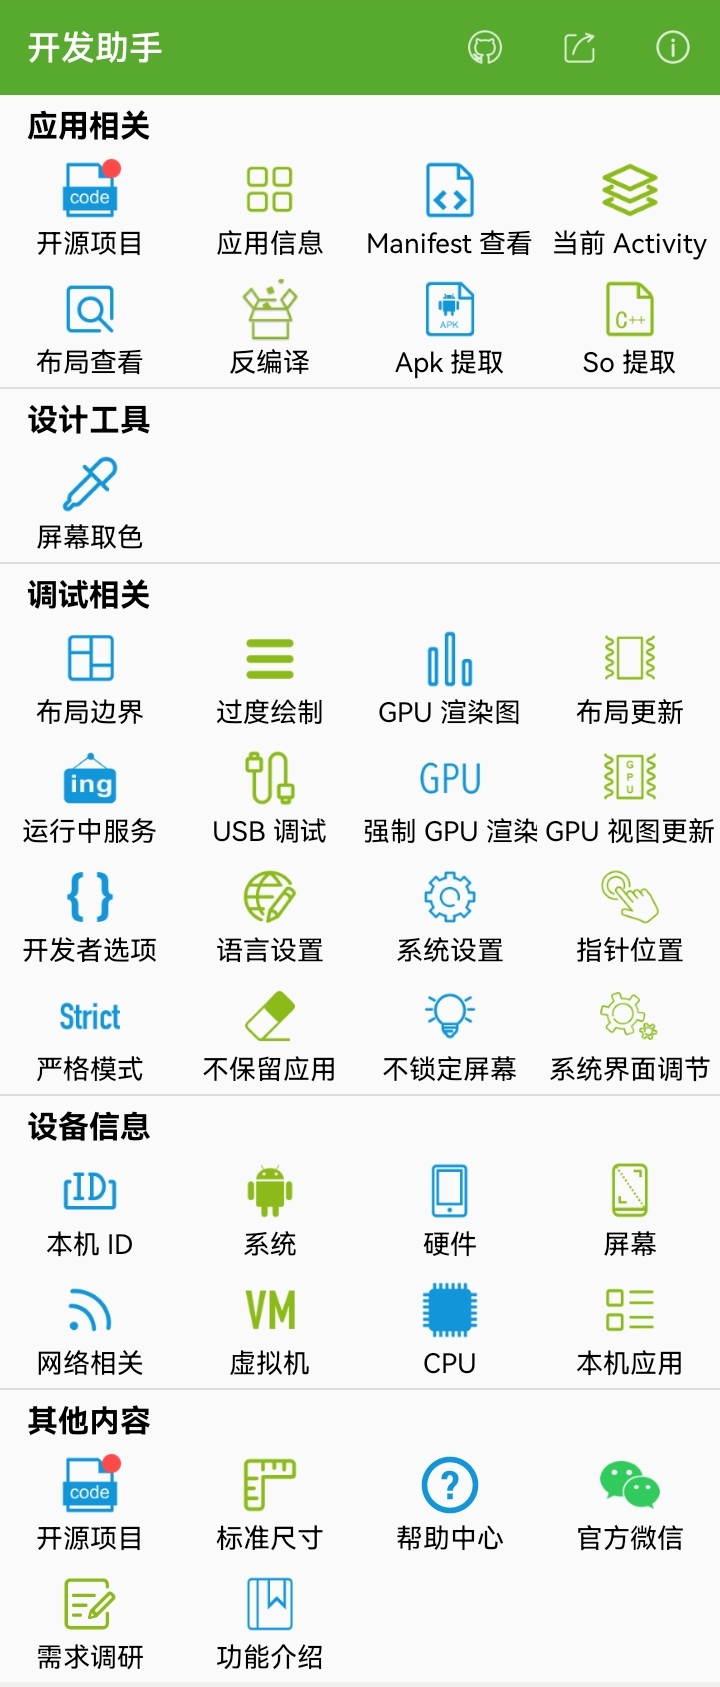 开发助手
应用相关
code
开源项目 应用信息 Manifest 查看 当前 Activity
APK C++
布局查看 反编译 Apk 提取 So 提取
设计工具
屏幕取色
调试相关
布局边界 过度绘制 GPU 渲染图 布局更新
ing GPU GPU
运行中服务 USB 调试 强制 GPU 渲染 GPU 视图更新
{ }
开发者选项 语言设置 系统设置 指针位置
Strict
严格模式 不保留应用 不锁定屏幕 系统界面调节
设备信息
ID
本机 ID 系统 硬件 屏幕
VM
网络相关 虚拟机 CPU 本机应用
其他内容
code ?
开源项目 标准尺寸 帮助中心 官方微信
需求调研 功能介绍